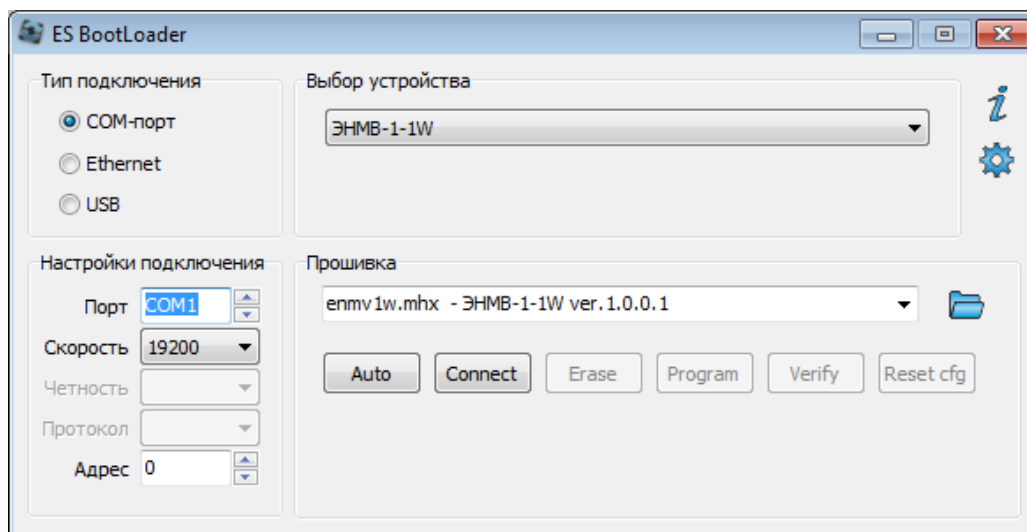 ES BootLoader
Тип подключения
COM-порт
Ethernet
USB
Выбор устройства
ЭНМВ-1-1W
Настройки подключения
Порт COM1
Скорость 19200
Четность
Протокол
Адрес 0
Прошивка
enmv1w.mhx - ЭНМВ-1-1W ver.1.0.0.1
Auto Connect Erase Program Verify Reset cfg